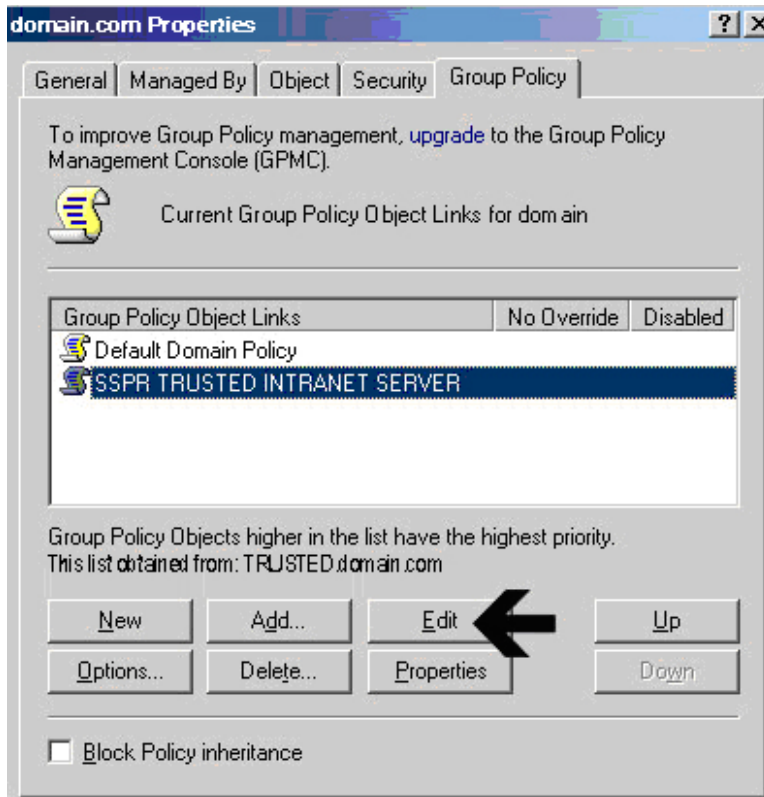 domain.com Properties
General Managed By Object Security Group Policy
To improve Group Policy management, upgrade to the Group Policy
Management Console (GPMC).
Current Group Policy Object Links for domain
Group Policy Object Links No Override Disabled
Default Domain Policy
SSPR TRUSTED INTRANET SERVER
Group Policy Objects higher in the list have the highest priority.
This list obtained from: TRUSTED.domain.com
New Add... Edit Up
Options... Delete... Properties Down
Block Policy inheritance